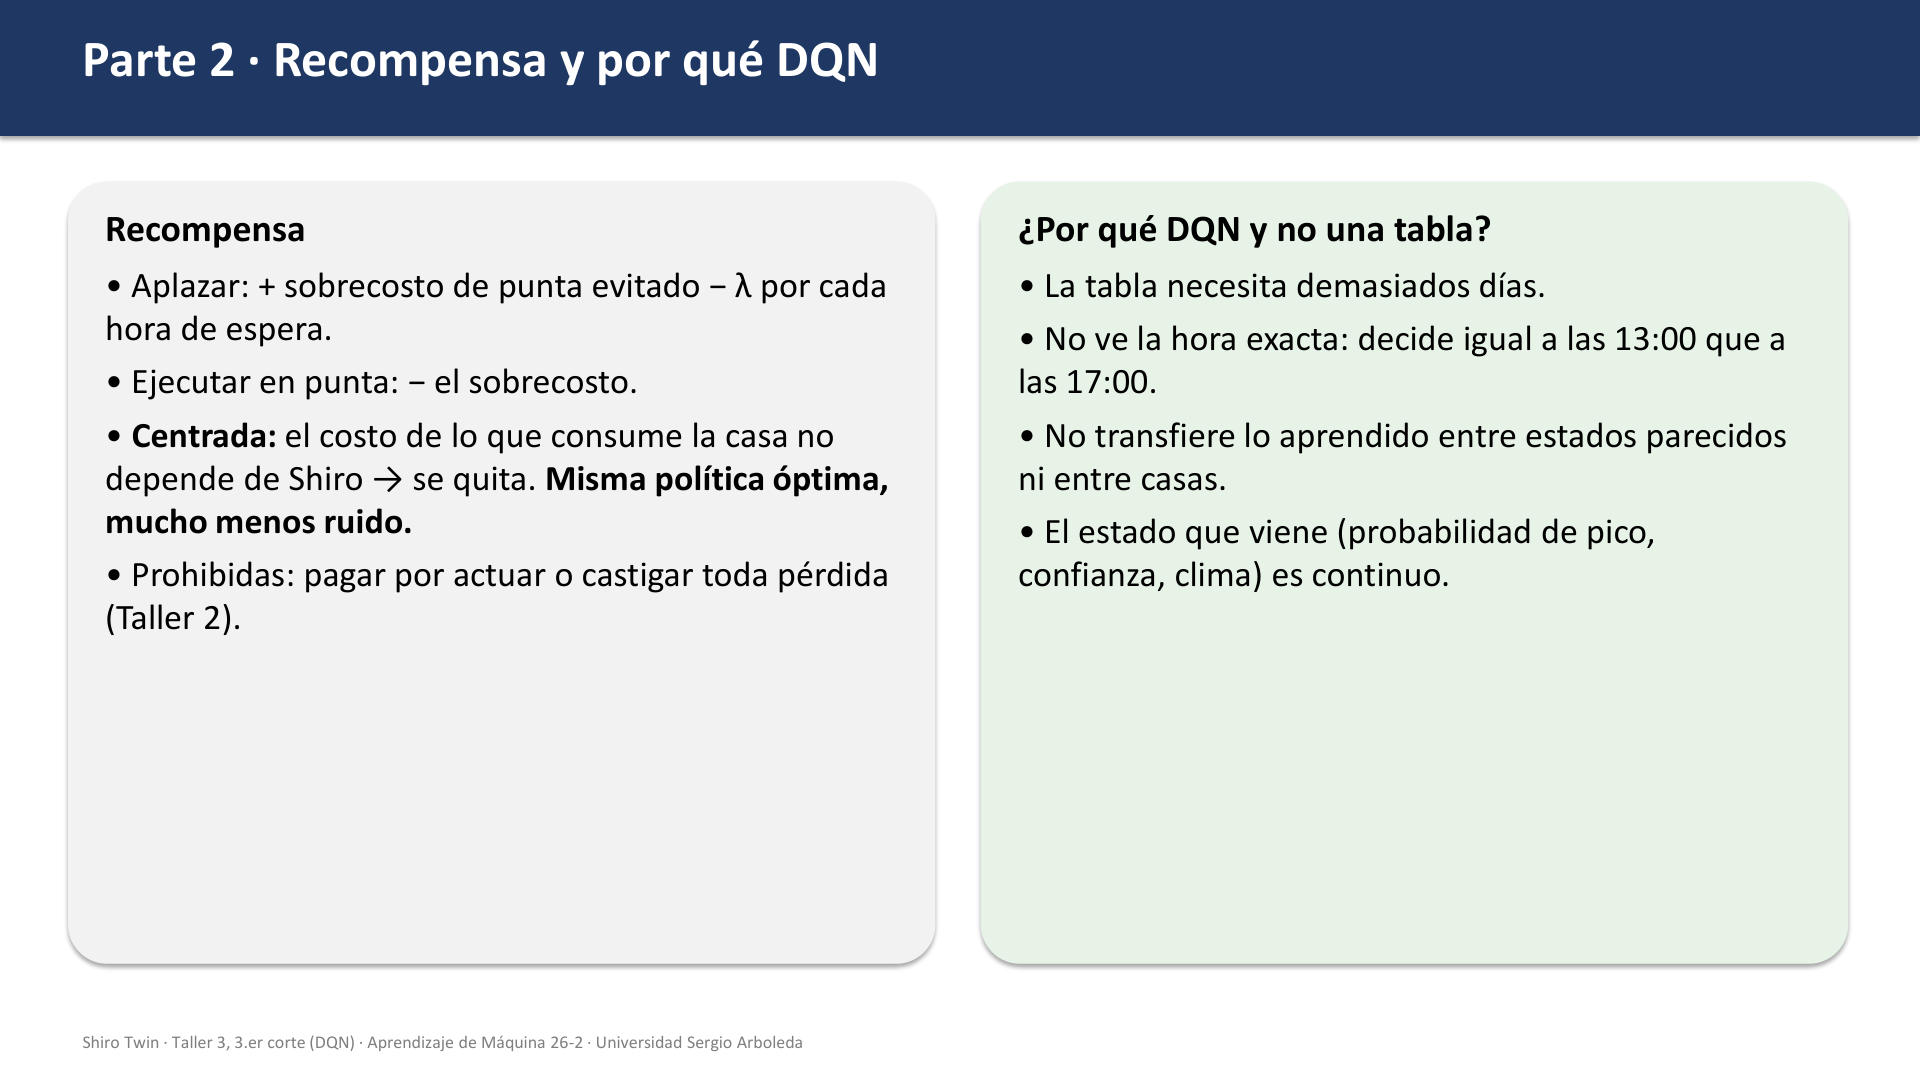 Parte 2 · Recompensa y por qué DQN
Recompensa
• Aplazar: + sobrecosto de punta evitado − λ por cada
hora de espera.
• Ejecutar en punta: − el sobrecosto.
• Centrada: el costo de lo que consume la casa no
depende de Shiro → se quita. Misma política óptima,
mucho menos ruido.
• Prohibidas: pagar por actuar o castigar toda pérdida
(Taller 2).
¿Por qué DQN y no una tabla?
• La tabla necesita demasiados días.
• No ve la hora exacta: decide igual a las 13:00 que a
las 17:00.
• No transfiere lo aprendido entre estados parecidos
ni entre casas.
• El estado que viene (probabilidad de pico,
confianza, clima) es continuo.
Shiro Twin · Taller 3, 3.er corte (DQN) · Aprendizaje de Máquina 26-2 · Universidad Sergio Arboleda